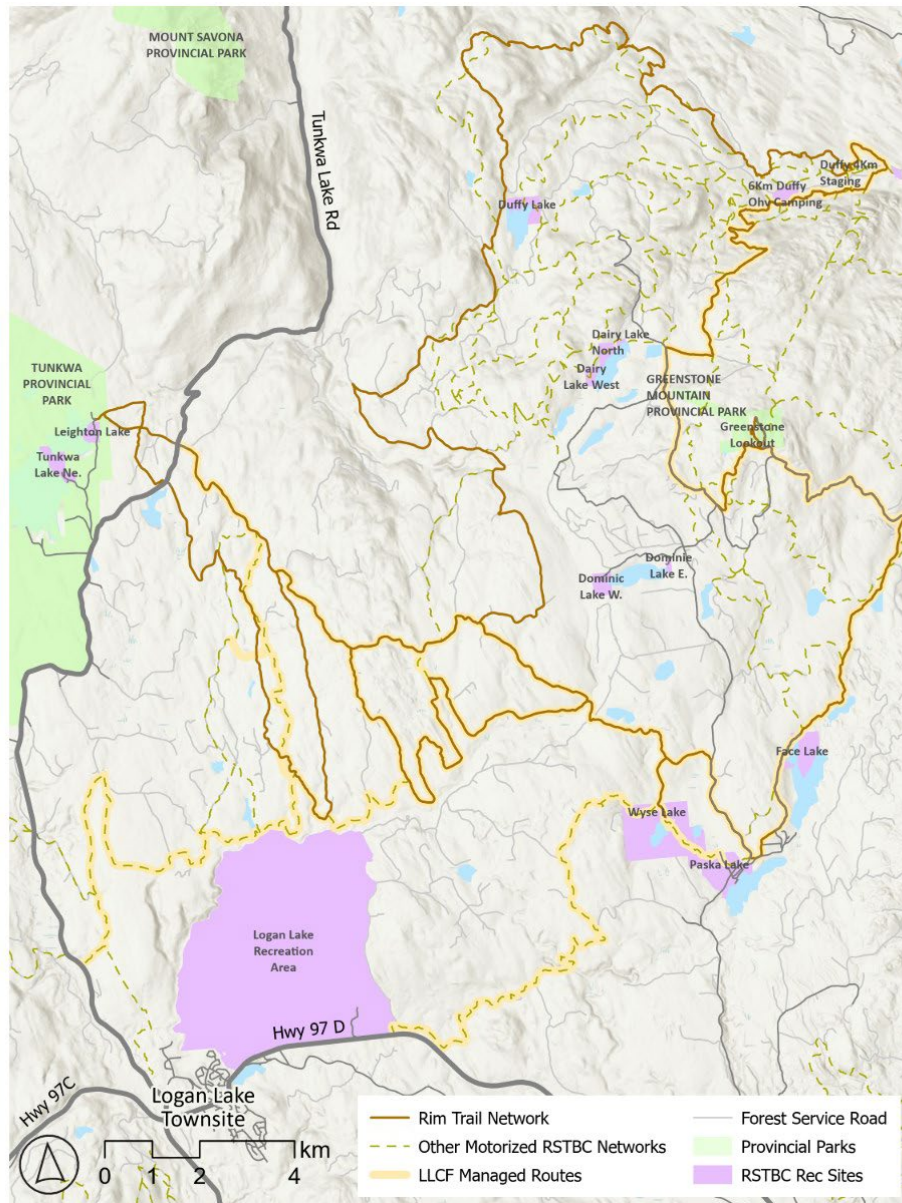 MOUNT SAVONA
PROVINCIAL PARK
Tunkwa Lake Rd
Duffy 4Km
Staging
6Km Duffy
Ohv Camping
Duffy Lake
Dairy Lake
North
Dairy
Lake West
TUNKWA
PROVINCIAL
PARK
GREENSTONE
MOUNTAIN
PROVINCIAL PARK
Greenstone
Lookout
Leighton Lake
Tunkwa
Lake Ne.
Dominic
Lake W.
Dominie
Lake E.
Face Lake
Wyse Lake
Paska Lake
Logan Lake
Recreation
Area
Hwy 97 D
Hwy 97C
Logan Lake
Townsite
0 1 2 4 km
Rim Trail Network
Other Motorized RSTBC Networks
LLCF Managed Routes
Forest Service Road
Provincial Parks
RSTBC Rec Sites